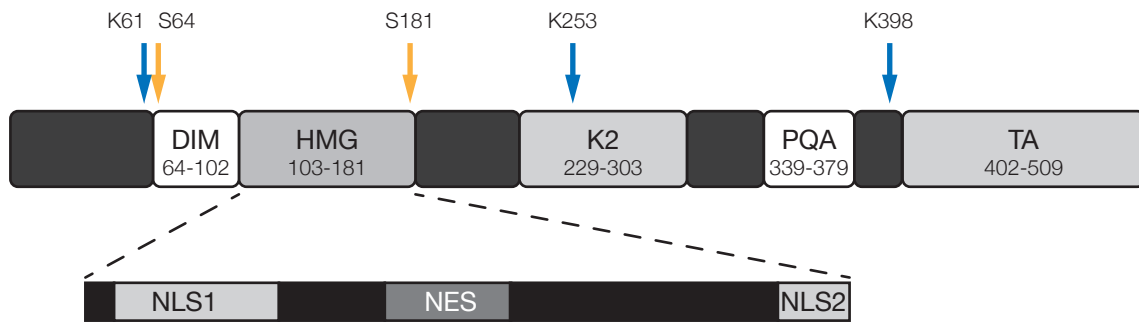 K61 S64 S181 K253 K398
DIM HMG K2 PQA TA
64-102 103-181 229-303 339-379 402-509
NLS1 NES NLS2